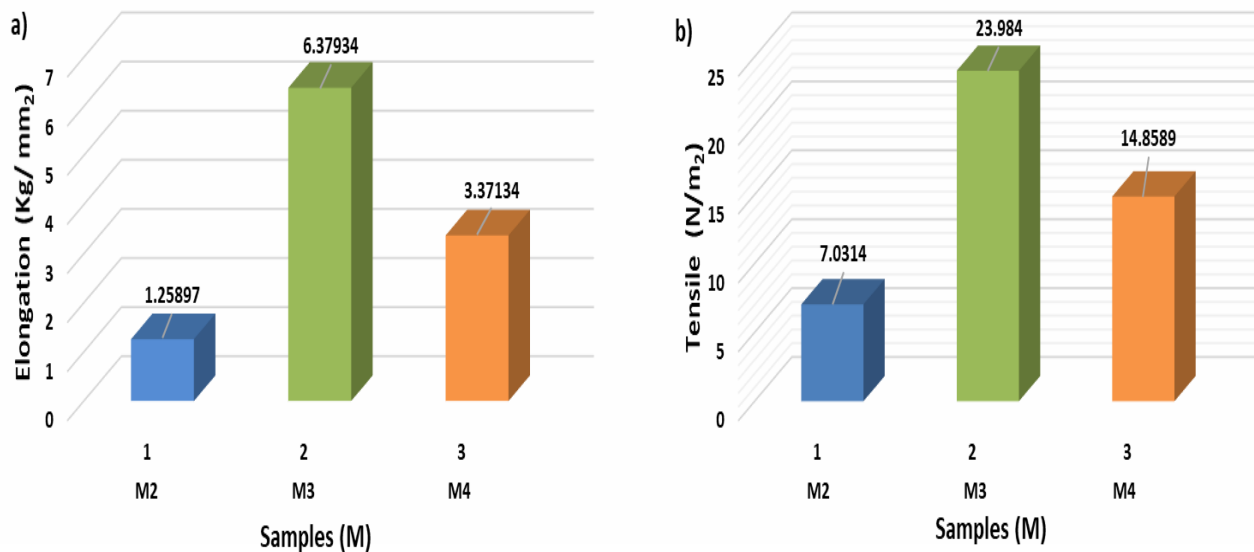 a)
Elongation (Kg/ mm₂)
7
6
5
4
3
2
1
0
1.25897
6.37934
3.37134
1 2 3
M2 M3 M4
Samples (M)
b)
Tensile (N/m₂)
25
20
15
10
5
0
7.0314
23.984
14.8589
1 2 3
M2 M3 M4
Samples (M)